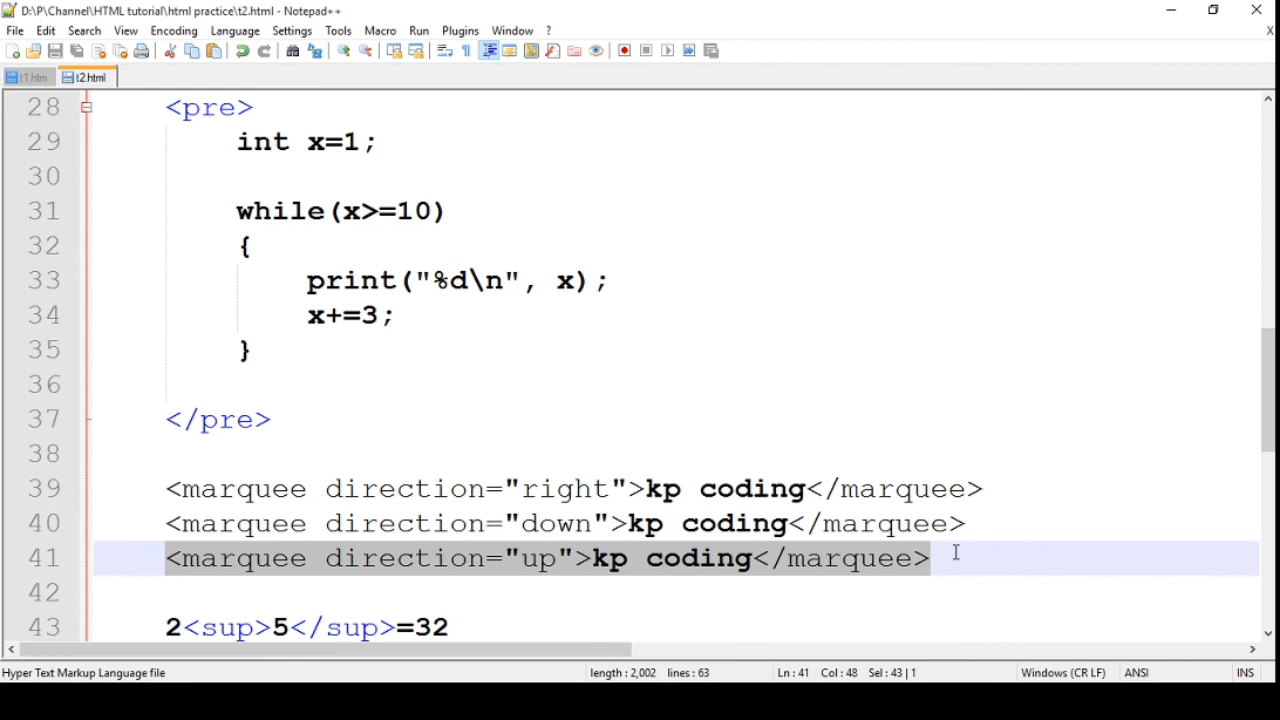 D:\P\Channel\HTML tutorial\html practice\t2.html - Notepad++
File Edit Search View Encoding Language Settings Tools Macro Run Plugins Window ? X
t1.htm t2.html
28 <pre>
29 int x=1;
30
31 while(x>=10)
32 {
33 print("%d\n", x);
34 x+=3;
35 }
36
37 </pre>
38
39 <marquee direction="right">kp coding</marquee>
40 <marquee direction="down">kp coding</marquee>
41 <marquee direction="up">kp coding</marquee>
42
43 2<sup>5</sup>=32
Hyper Text Markup Language file length : 2,002 lines : 63 Ln : 41 Col : 48 Sel : 43 | 1 Windows (CR LF) ANSI INS